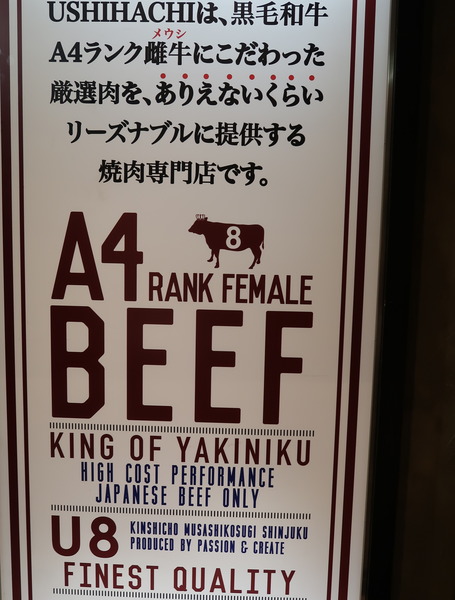 USHIHACHIは、黒毛和牛
メウシ
A4ランク雌牛にこだわった
厳選肉を、ありえないくらい
リーズナブルに提供する
焼肉専門店です。
8
A4 RANK FEMALE
BEEF
KING OF YAKINIKU
HIGH COST PERFORMANCE
JAPANESE BEEF ONLY
U8 KINSHICHO MUSASHIKOSUGI SHINJUKU
PRODUCED BY PASSION & CREATE
FINEST QUALITY